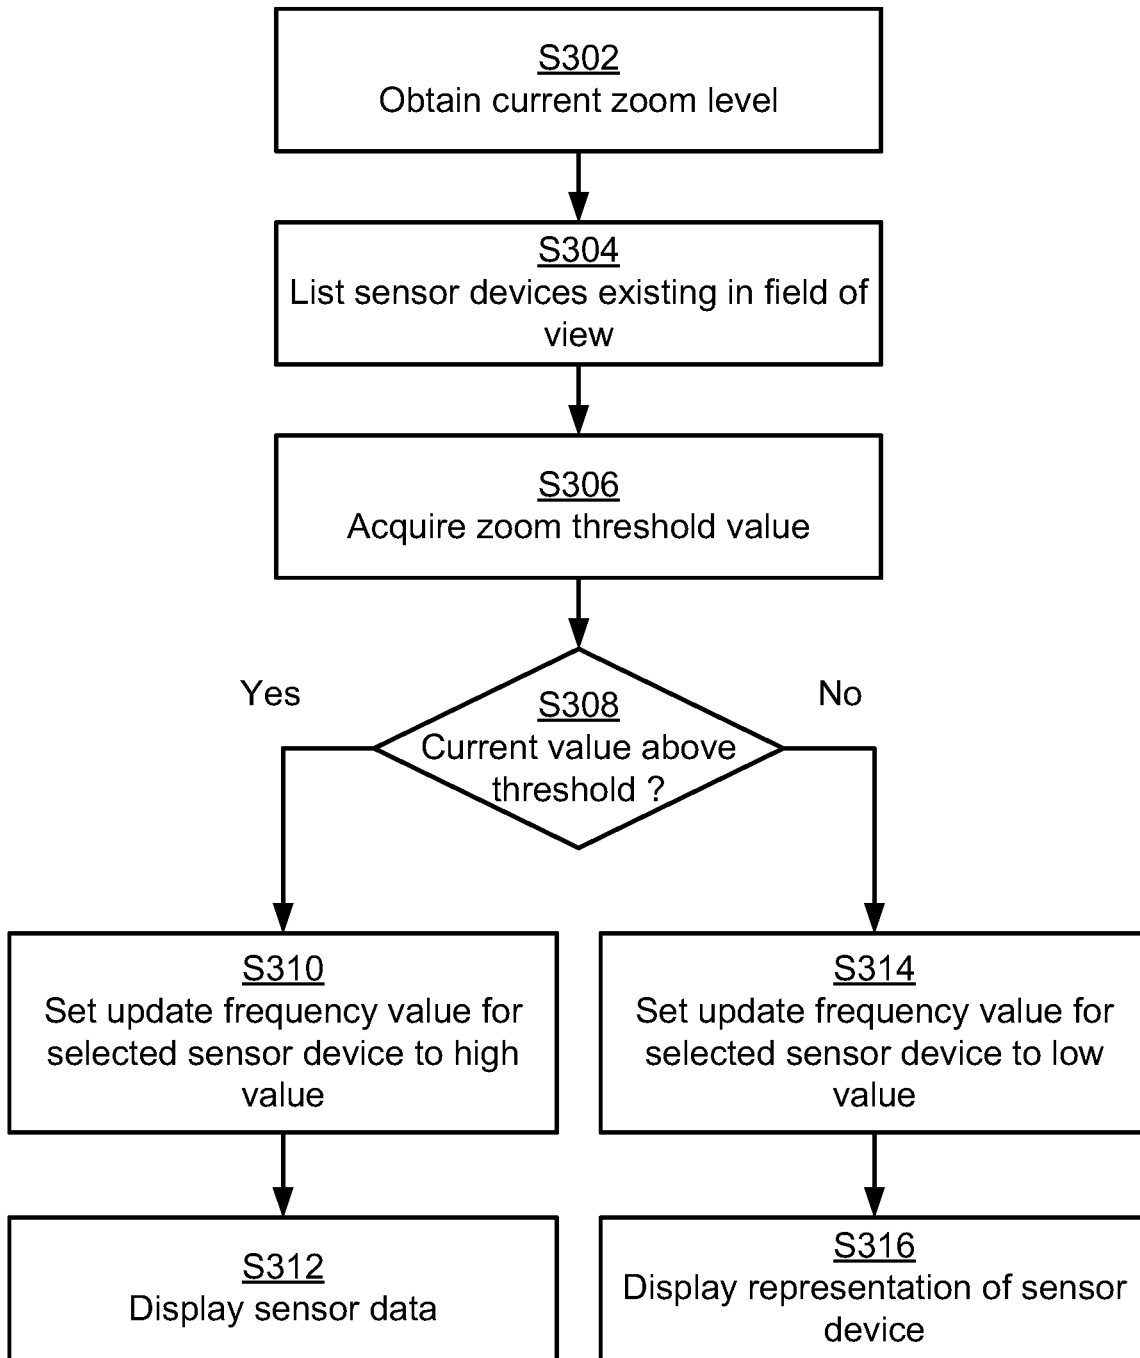 S302
Obtain current zoom level
S304
List sensor devices existing in field of
view
S306
Acquire zoom threshold value
Yes
No
S308
Current value above
threshold ?
S310
Set update frequency value for
selected sensor device to high
value
S314
Set update frequency value for
selected sensor device to low
value
S312
Display sensor data
S316
Display representation of sensor
device